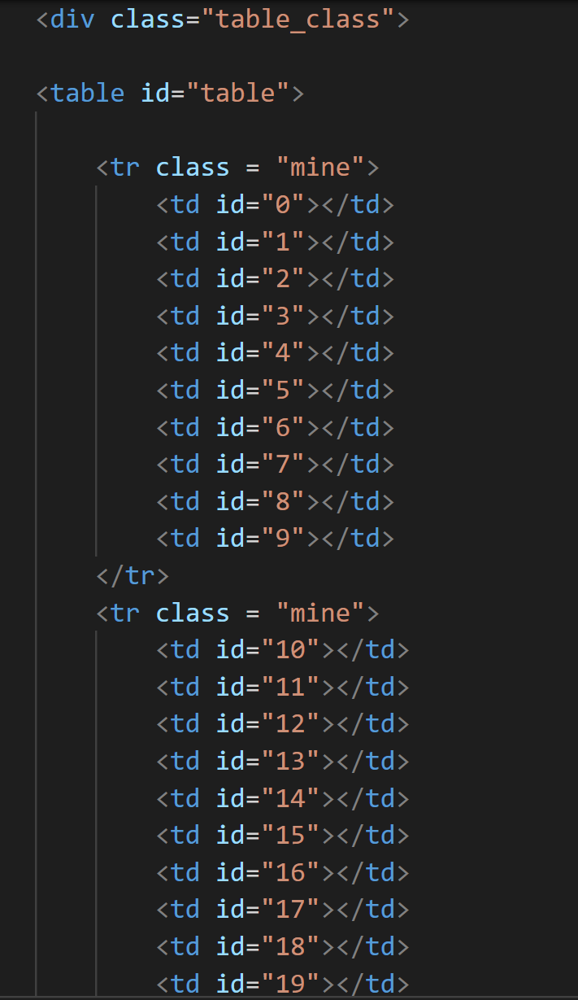 <div class="table_class">
<table id="table">
<tr class = "mine">
<td id="0"></td>
<td id="1"></td>
<td id="2"></td>
<td id="3"></td>
<td id="4"></td>
<td id="5"></td>
<td id="6"></td>
<td id="7"></td>
<td id="8"></td>
<td id="9"></td>
</tr>
<tr class = "mine">
<td id="10"></td>
<td id="11"></td>
<td id="12"></td>
<td id="13"></td>
<td id="14"></td>
<td id="15"></td>
<td id="16"></td>
<td id="17"></td>
<td id="18"></td>
<td id="19"></td>